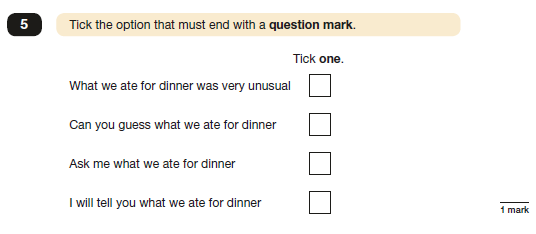 5 Tick the option that must end with a question mark.
Tick one.
What we ate for dinner was very unusual
Can you guess what we ate for dinner
Ask me what we ate for dinner
I will tell you what we ate for dinner
1 mark